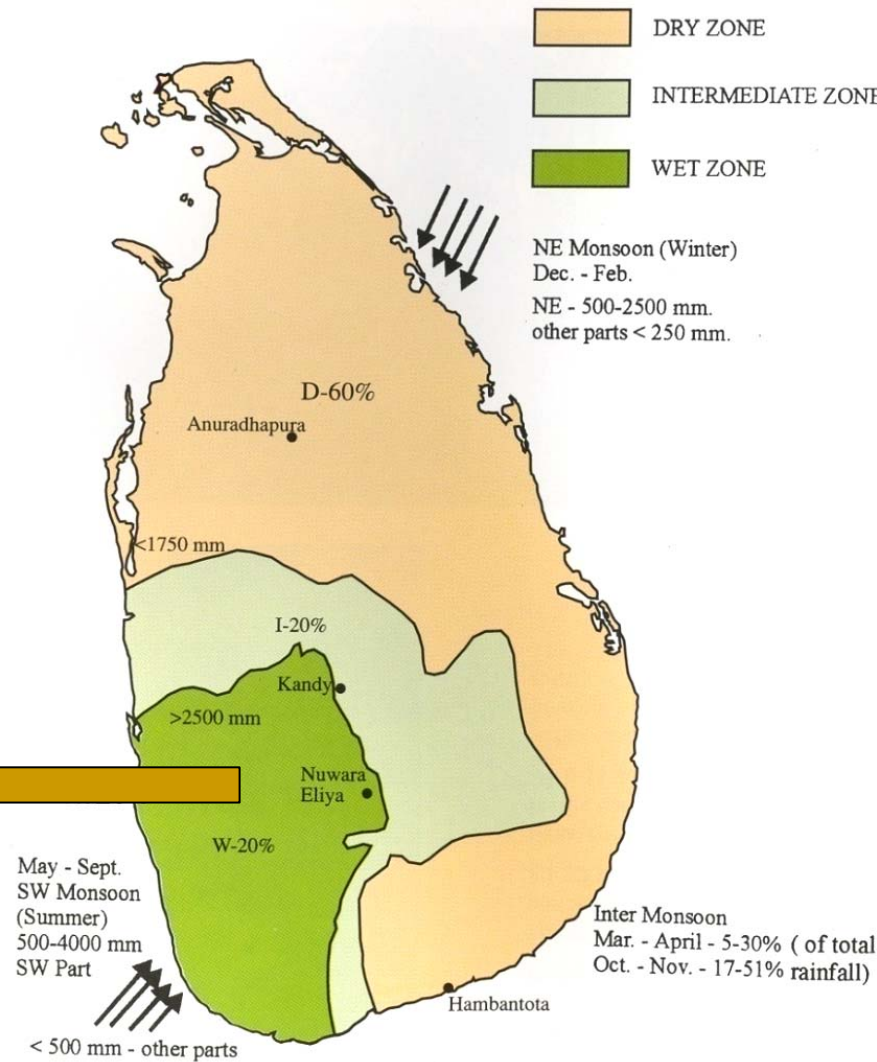 DRY ZONE
INTERMEDIATE ZONE
WET ZONE
NE Monsoon (Winter)
Dec. - Feb.
NE - 500-2500 mm.
other parts < 250 mm.
D-60%
Anuradhapura
<1750 mm
I-20%
Kandy
>2500 mm
Nuwara
Eliya
W-20%
May - Sept.
SW Monsoon
(Summer)
500-4000 mm
SW Part
< 500 mm - other parts
Inter Monsoon
Mar. - April - 5-30% ( of total
Oct. - Nov. - 17-51% rainfall)
Hambantota